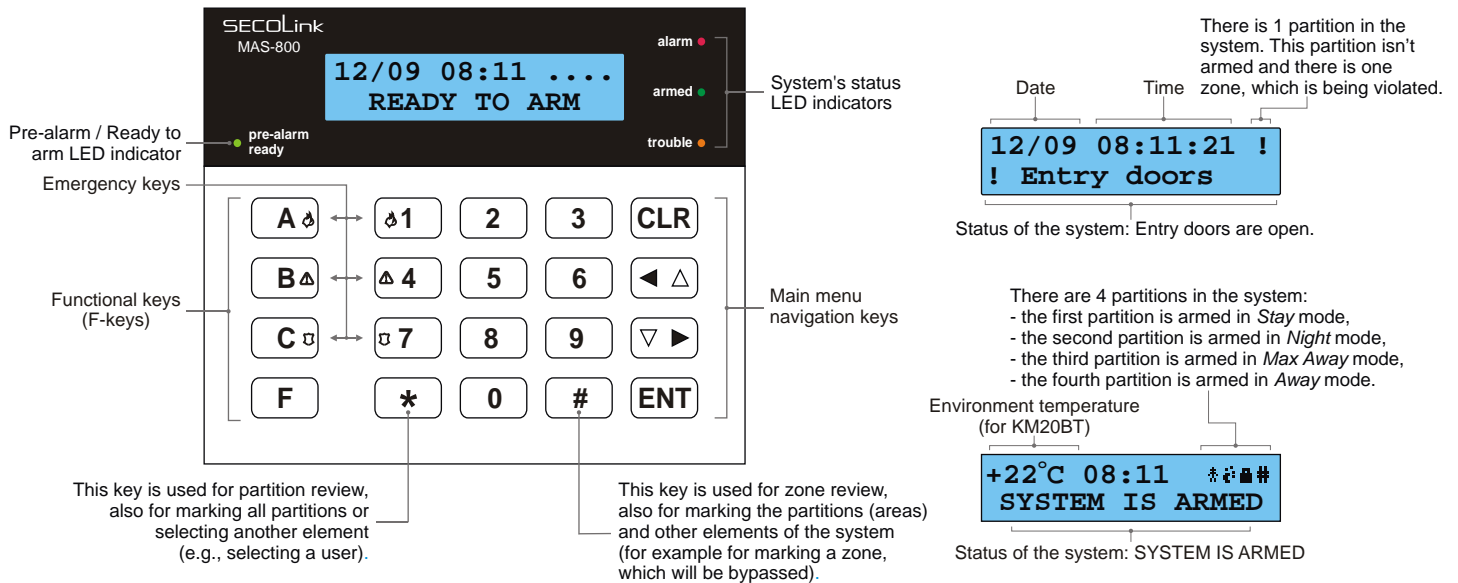 SECOLink
MAS-800
12/09 08:11 ....
READY TO ARM
alarm
armed
trouble
pre-alarm
ready
System's status
LED indicators
Pre-alarm / Ready to
arm LED indicator
Emergency keys
Functional keys
(F-keys)
A
1
2
3
CLR
B
4
5
6
◀ △
C
7
8
9
▽ ▶
F
*
0
#
ENT
Main menu
navigation keys
This key is used for partition review,
also for marking all partitions or
selecting another element
(e.g., selecting a user).
This key is used for zone review,
also for marking the partitions (areas)
and other elements of the system
(for example for marking a zone,
which will be bypassed).
There is 1 partition in the
system. This partition isn't
armed and there is one
zone, which is being violated.
Date
Time
12/09 08:11:21 !
! Entry doors
Status of the system: Entry doors are open.
There are 4 partitions in the system:
- the first partition is armed in Stay mode,
- the second partition is armed in Night mode,
- the third partition is armed in Max Away mode,
- the fourth partition is armed in Away mode.
Environment temperature
(for KM20BT)
+22°C 08:11 #
SYSTEM IS ARMED
Status of the system: SYSTEM IS ARMED